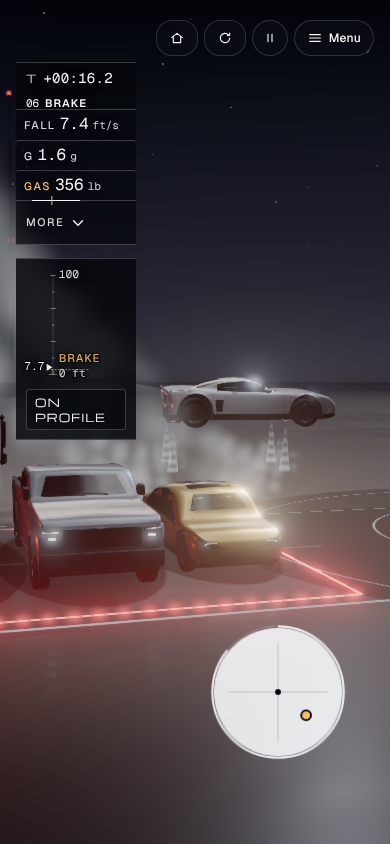 Menu
T +00:16.2
06 BRAKE
FALL 7.4 ft/s
G 1.6 g
GAS 356 lb
MORE
100
BRAKE
7.7
0 ft
ON
PROFILE